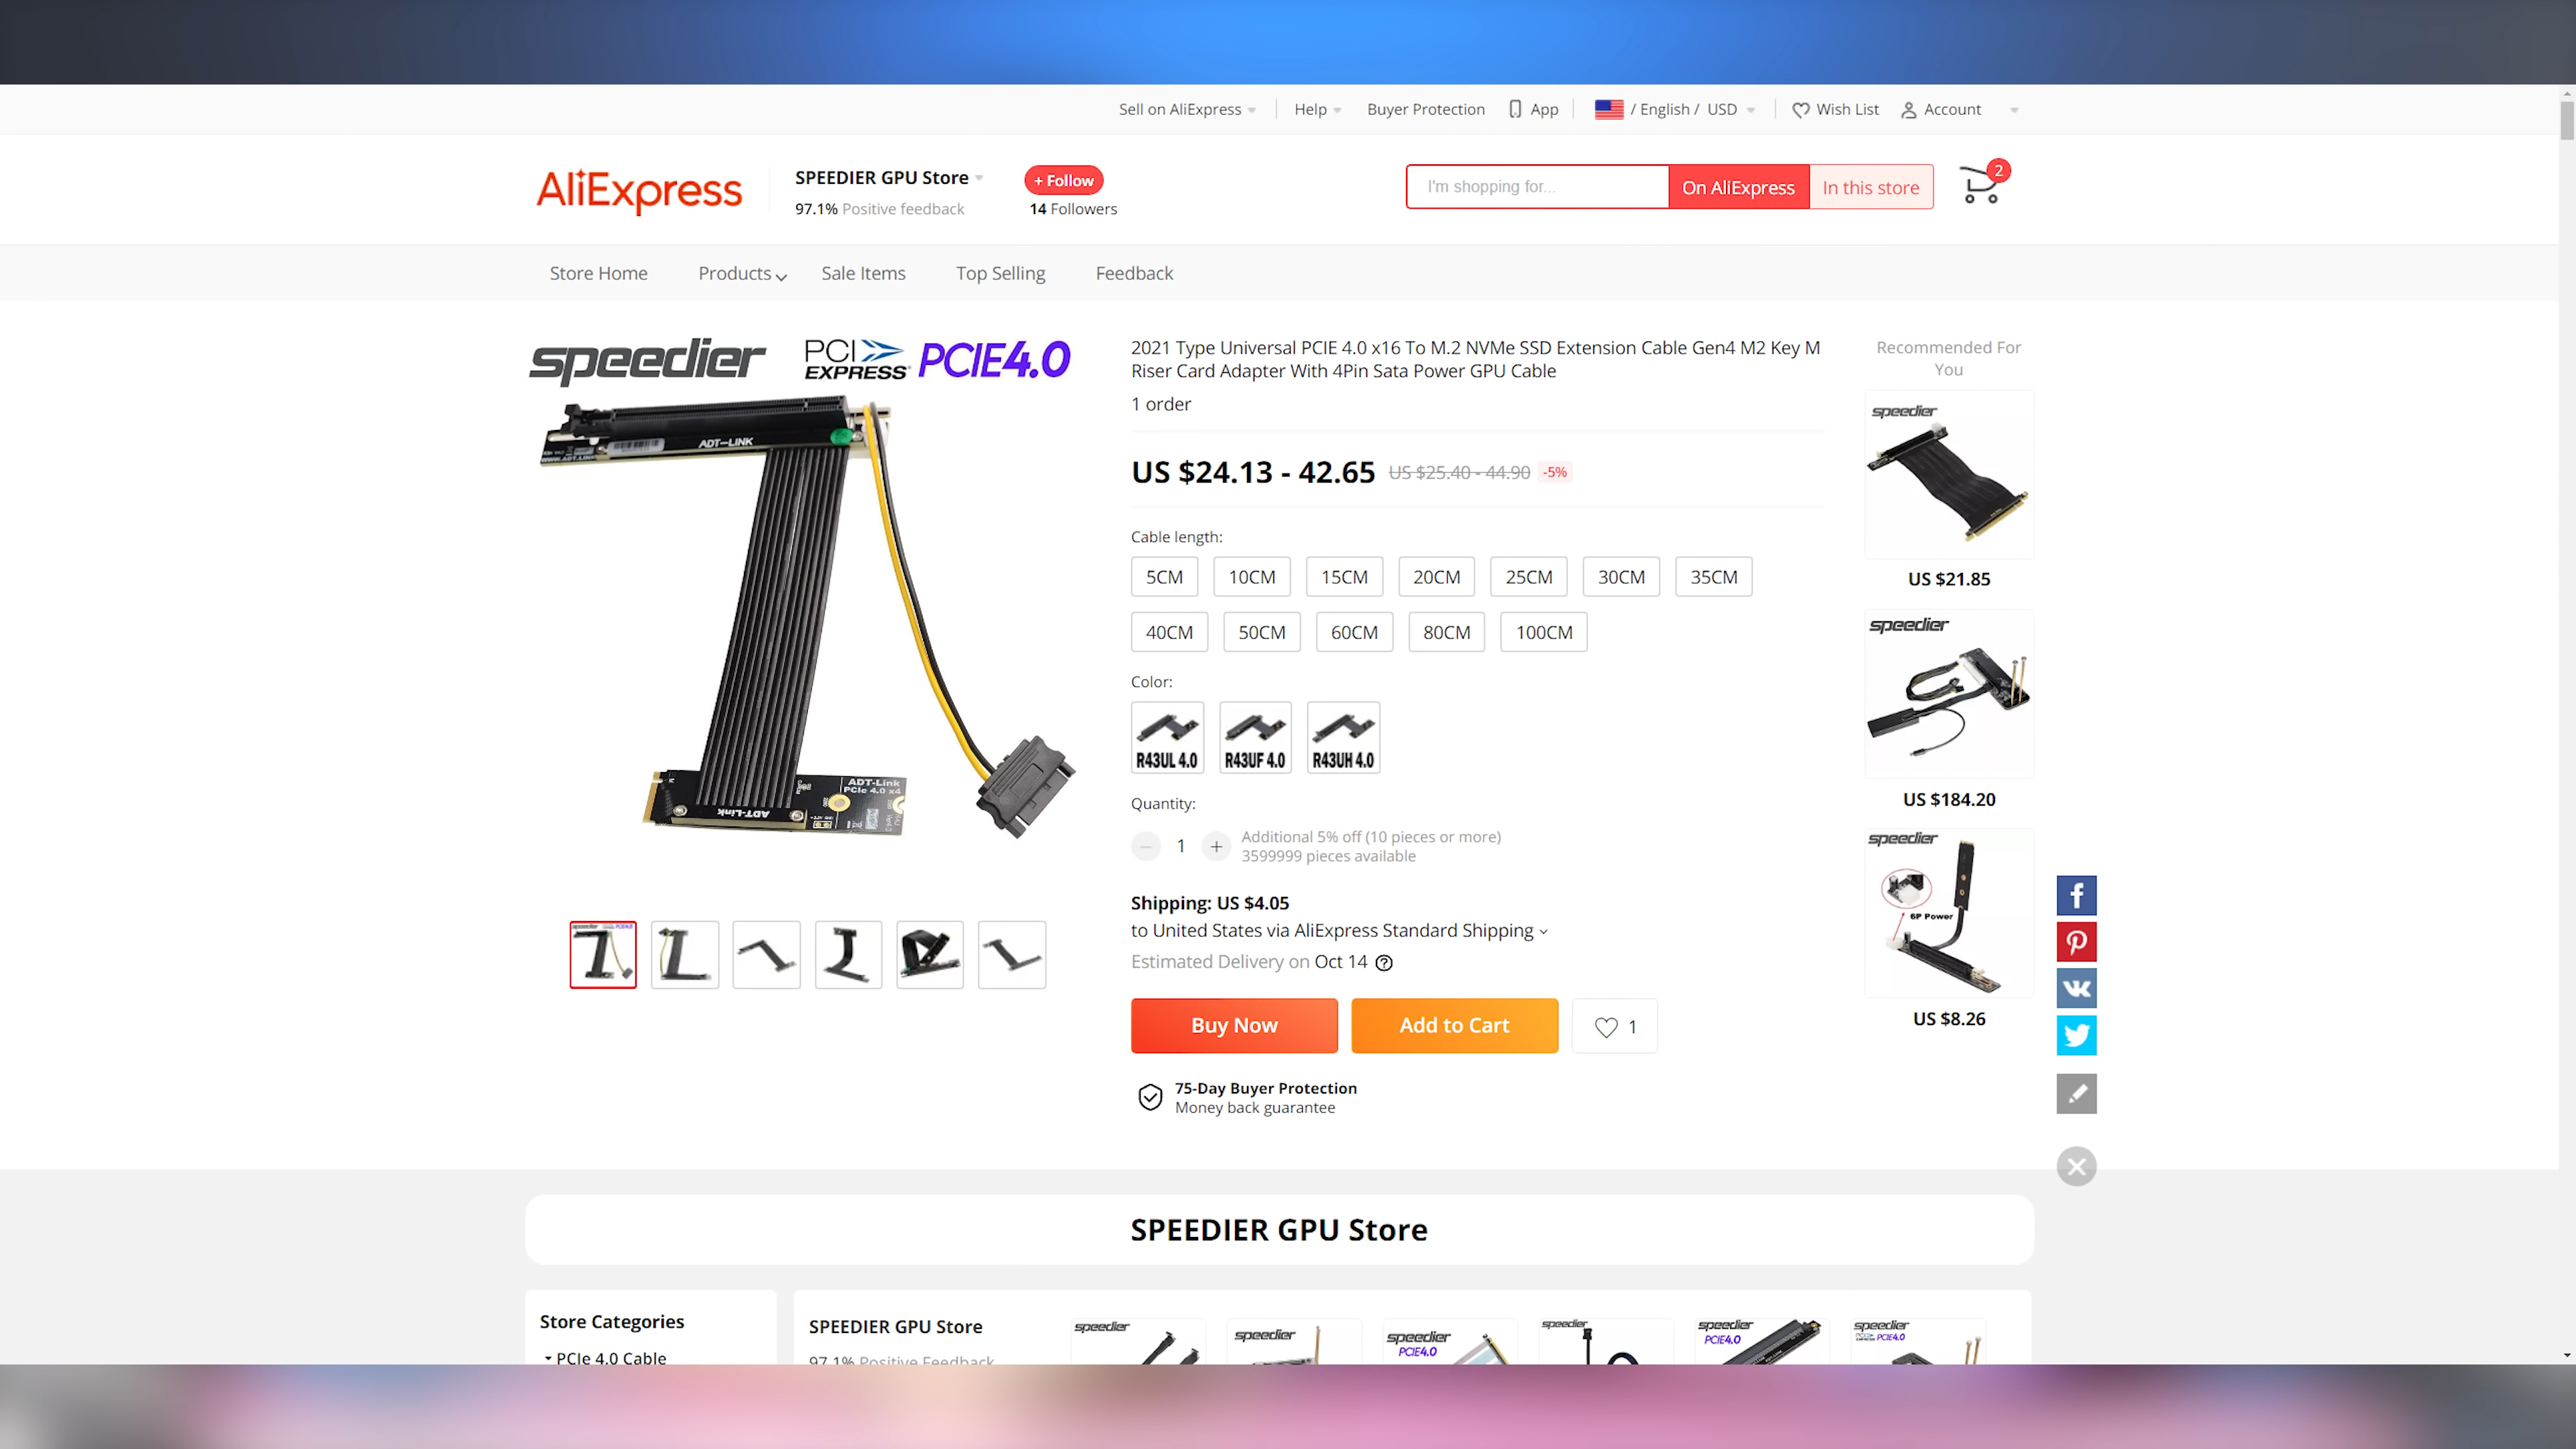 Sell on AliExpress
Help
Buyer Protection
App
/ English / USD
Wish List
Account
AliExpress
SPEEDIER GPU Store
+ Follow
97.1% Positive feedback
14 Followers
I'm shopping for...
On AliExpress
In this store
2
Store Home
Products
Sale Items
Top Selling
Feedback
speedier
PCI EXPRESS
PCIE4.0
ADT-LINK
ADT-Link
PCIe 4.0 x4
ADT-Link
2021 Type Universal PCIE 4.0 x16 To M.2 NVMe SSD Extension Cable Gen4 M2 Key M
Riser Card Adapter With 4Pin Sata Power GPU Cable
1 order
US $24.13 - 42.65 US $25.40 - 44.90 -5%
Cable length:
5CM 10CM 15CM 20CM 25CM 30CM 35CM
40CM 50CM 60CM 80CM 100CM
Color:
R43UL 4.0 R43UF 4.0 R43UH 4.0
Quantity:
1
Additional 5% off (10 pieces or more)
3599999 pieces available
Shipping: US $4.05
to United States via AliExpress Standard Shipping
Estimated Delivery on Oct 14
Buy Now
Add to Cart
1
75-Day Buyer Protection
Money back guarantee
Recommended For
You
speedier
US $21.85
speedier
US $184.20
speedier
6P Power
US $8.26
SPEEDIER GPU Store
Store Categories
PCIe 4.0 Cable
SPEEDIER GPU Store
97.1% Positive Feedback
speedier
speedier
speedier
PCIE4.0
speedier
speedier
PCIE4.0
speedier
PCIE4.0